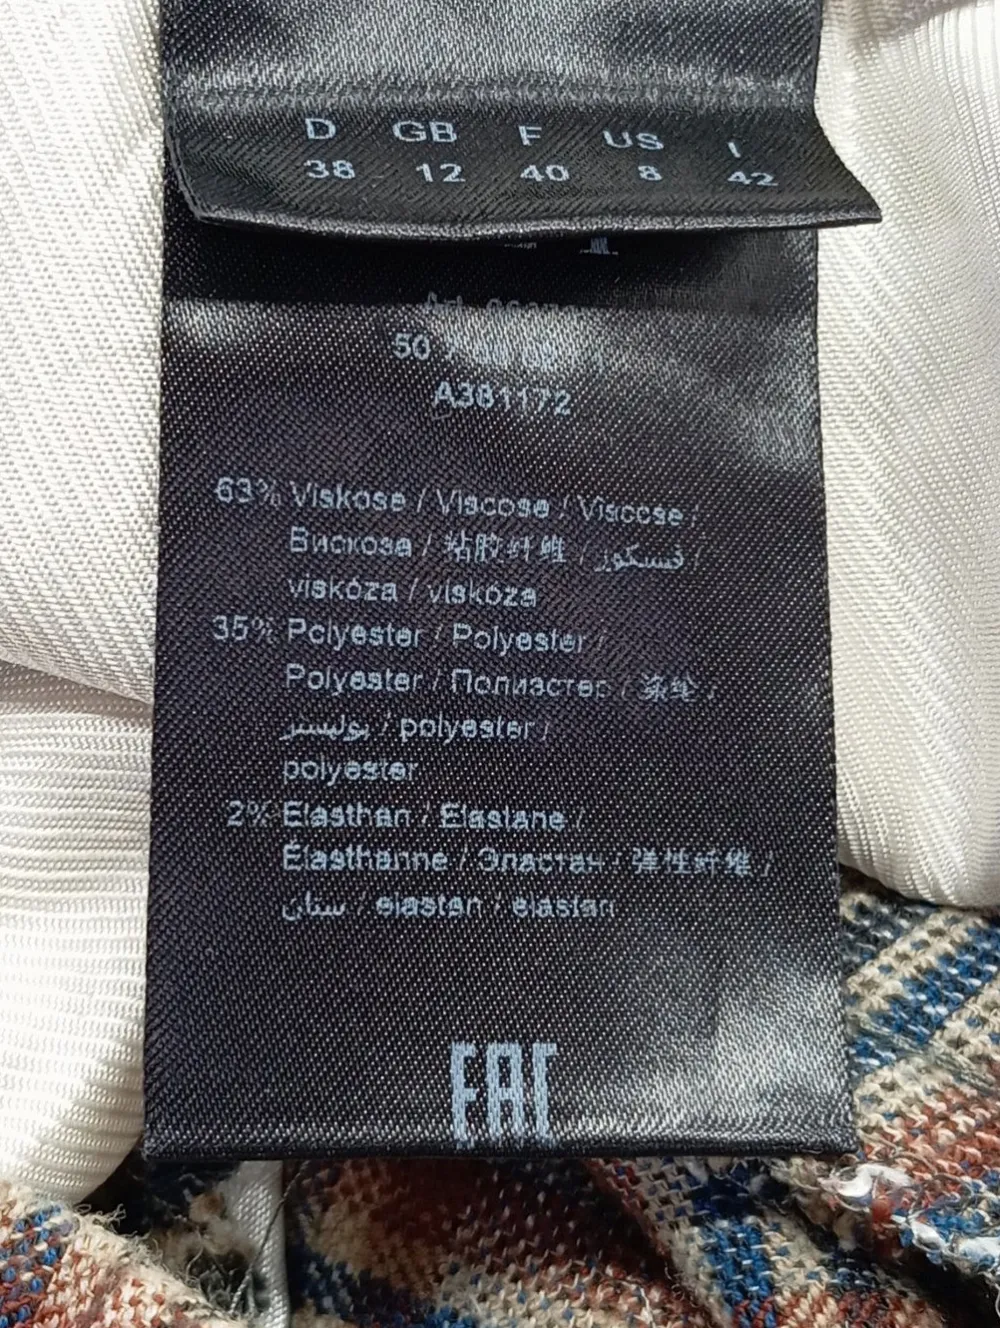 D GB F US I
38 12 40 8 42
50
A381172
63% Viskose / Viscose / Viscose /
Вискоза / 粘胶纤维 / فسكوز /
viskóza / viskóza
35% Polyester / Polyester /
Polyester / Полиэстер /涤纶 /
بوليستر / polyester /
polyester
2% Elasthan / Elastane /
Élasthanne / Эластан / 弹性纤维 /
ستان / elastan / elastan
EAC